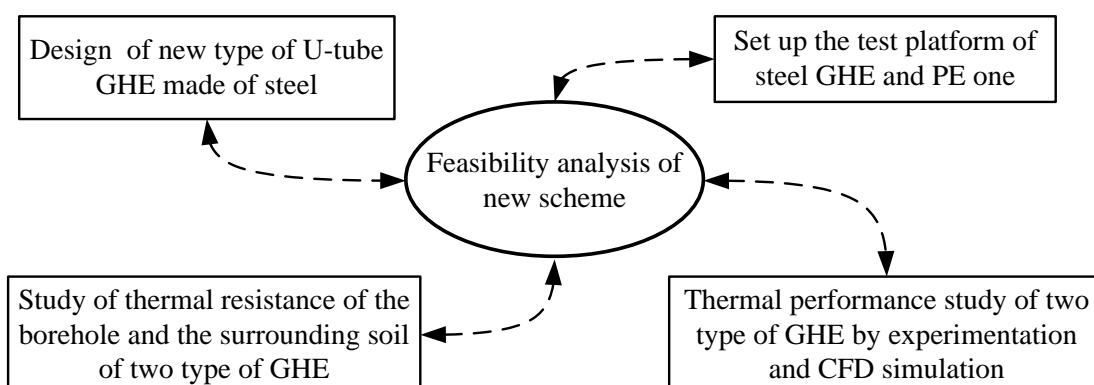 Design of new type of U-tube
GHE made of steel
Set up the test platform of
steel GHE and PE one
Feasibility analysis of
new scheme
Study of thermal resistance of the
borehole and the surrounding soil
of two type of GHE
Thermal performance study of two
type of GHE by experimentation
and CFD simulation